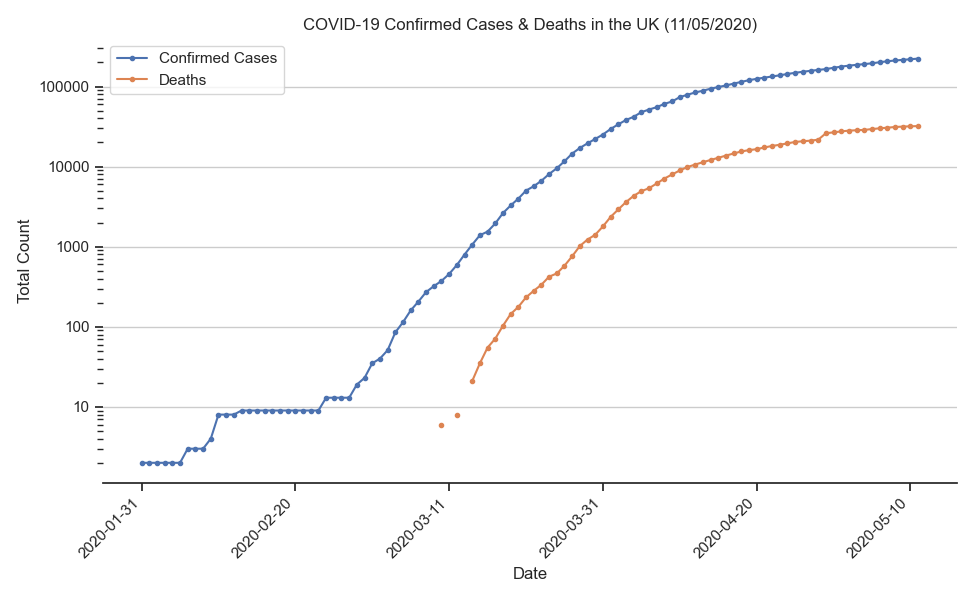 COVID-19 Confirmed Cases & Deaths in the UK (11/05/2020)
Confirmed Cases
Deaths
100000
10000
1000
100
10
Total Count
2020-01-31
2020-02-20
2020-03-11
2020-03-31
2020-04-20
2020-05-10
Date